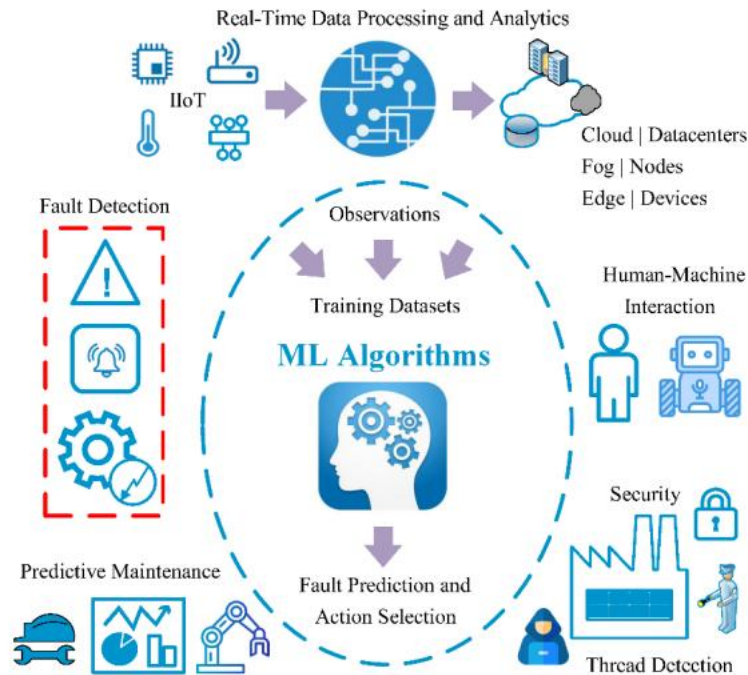 Real-Time Data Processing and Analytics
IIoT
Cloud | Datacenters
Fog | Nodes
Edge | Devices
Fault Detection
Observations
Training Datasets
ML Algorithms
Human-Machine
Interaction
Security
Predictive Maintenance
Fault Prediction and
Action Selection
Thread Detection